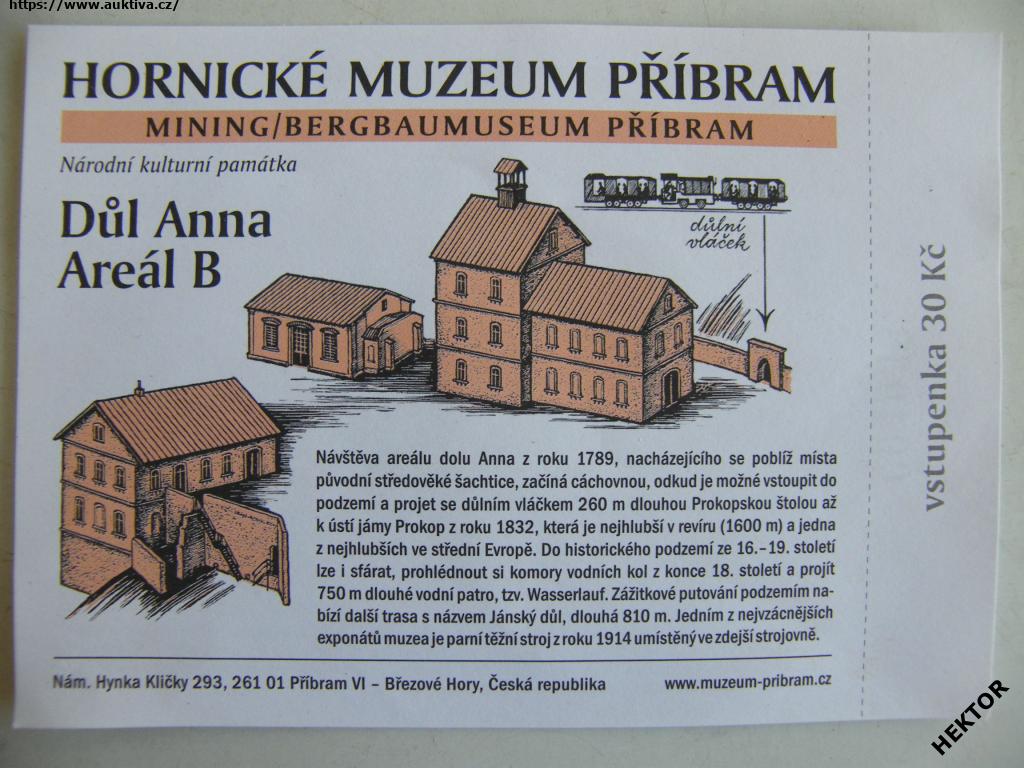 https://www.auktiva.cz/
HORNICKÉ MUZEUM PŘÍBRAM
MINING/BERGBAUMUSEUM PŘÍBRAM
Národní kulturní památka
Důl Anna
Areál B
důlní
vláček
Návštěva areálu dolu Anna z roku 1789, nacházejícího se poblíž místa
původní středověké šachtice, začíná cáchovnou, odkud je možné vstoupit do
podzemí a projet se důlním vláčkem 260 m dlouhou Prokopskou štolou až
k ústí jámy Prokop z roku 1832, která je nejhlubší v revíru (1600 m) a jedna
z nejhlubších ve střední Evropě. Do historického podzemí ze 16.–19. století
lze i sfárat, prohlédnout si komory vodních kol z konce 18. století a projít
750 m dlouhé vodní patro, tzv. Wasserlauf. Zážitkové putování podzemím na-
bízí další trasa s názvem Jánský důl, dlouhá 810 m. Jedním z nejvzácnějších
exponátů muzea je parní těžní stroj z roku 1914 umístěný ve zdejší strojovně.
Nám. Hynka Kličky 293, 261 01 Příbram VI – Březové Hory, Česká republika
www.muzeum-pribram.cz
vstupenka 30 Kč
HEKTOR